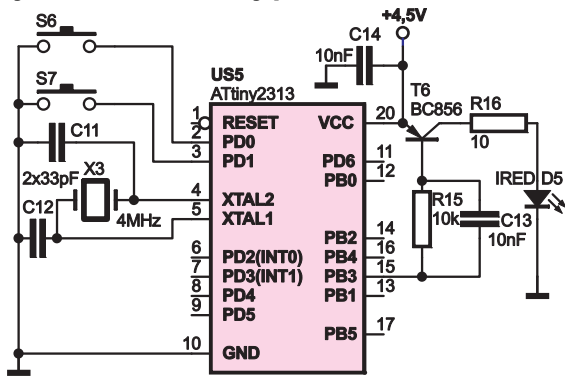 +4,5V
S6
C14
10nF
US5
ATtiny2313
T6
BC856
R16
10
S7
C11
2x33pF
X3
4MHz
C12
1
RESET
VCC
20
2
PD0
3
PD1
PD6
11
PB0
12
4
XTAL2
5
XTAL1
IRED D5
R15
10k
C13
10nF
PB2
14
6
PD2(INT0)
PB4
16
7
PD3(INT1)
PB3
15
8
PD4
PB1
13
9
PD5
PB5
17
10
GND